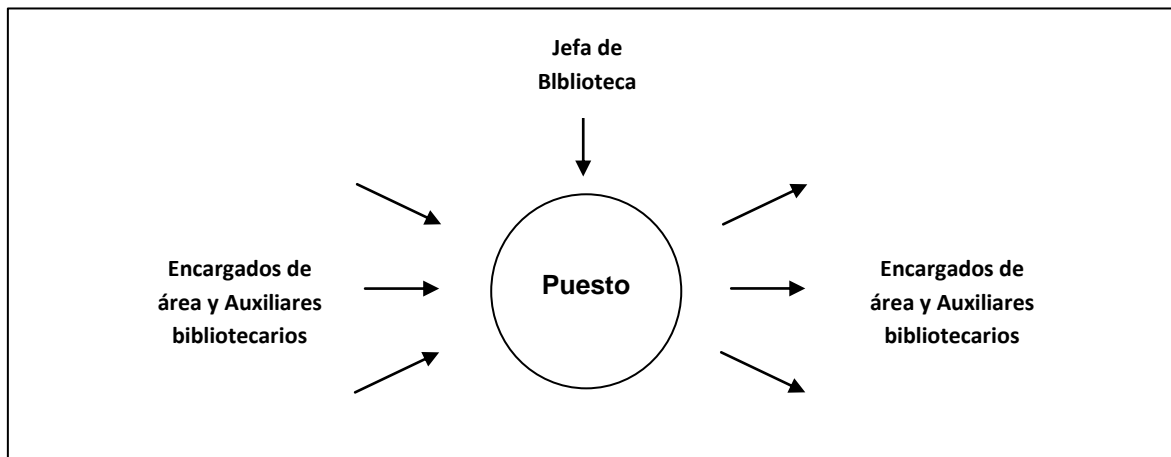 Jefa de
Blblioteca
Encargados de
área y Auxiliares
bibliotecarios
Puesto
Encargados de
área y Auxiliares
bibliotecarios